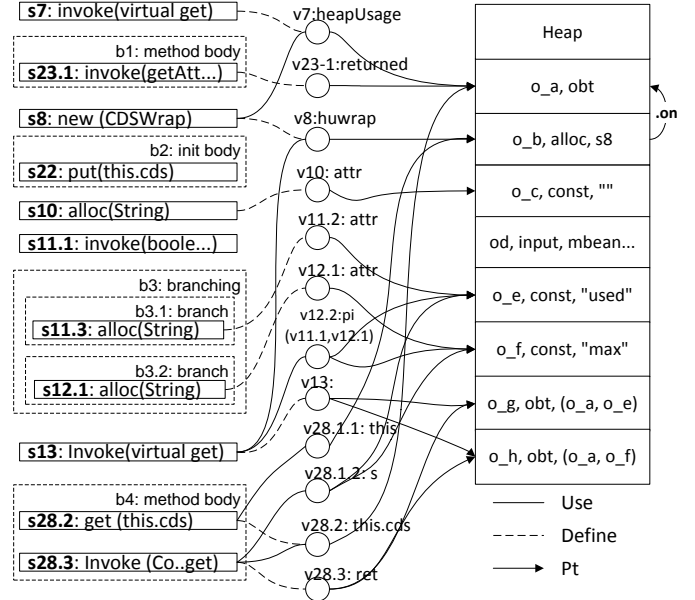 s7: invoke(virtual get)
b1: method body
s23.1: invoke(getAtt...)
s8: new (CDSWrap)
b2: init body
s22: put(this.cds)
s10: alloc(String)
s11.1: invoke(boole...)
b3: branching
b3.1: branch
s11.3: alloc(String)
b3.2: branch
s12.1: alloc(String)
s13: Invoke(virtual get)
b4: method body
s28.2: get (this.cds)
s28.3: Invoke (Co..get)
v7:heapUsage
v23-1:returned
v8:huwrap
v10: attr
v11.2: attr
v12.1: attr
v12.2:pi
(v11.1,v12.1)
v13:
v28.1.1: this
v28.1.2: s
v28.2: this.cds
v28.3: ret
Heap
o_a, obt
.on
o_b, alloc, s8
o_c, const, ""
od, input, mbean...
o_e, const, "used"
o_f, const, "max"
o_g, obt, (o_a, o_e)
o_h, obt, (o_a, o_f)
Use
Define
Pt